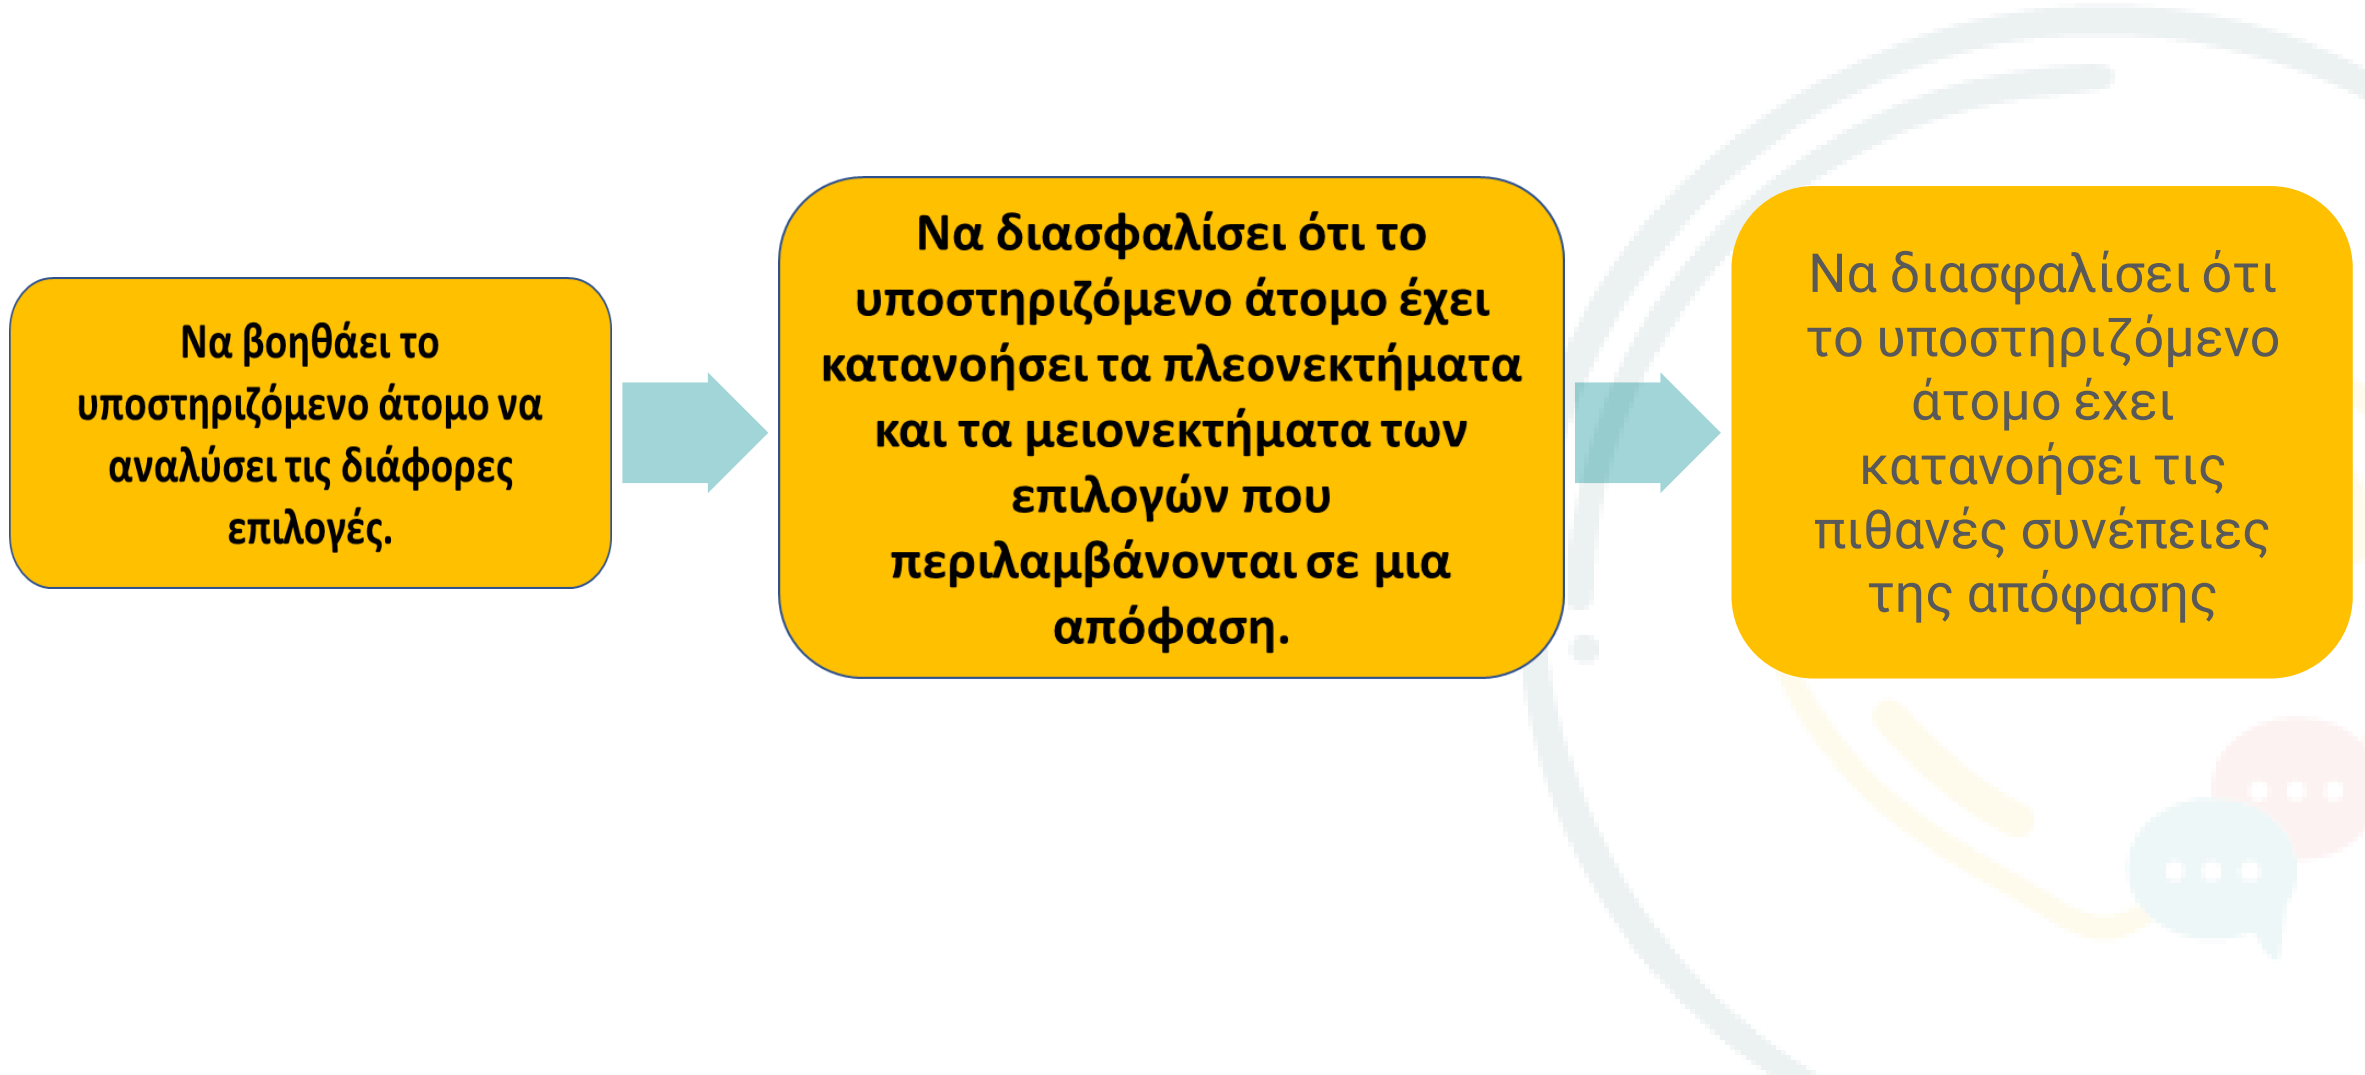 Να βοηθάει το
υποστηριζόμενο άτομο να
αναλύσει τις διάφορες
επιλογές.
Να διασφαλίσει ότι το
υποστηριζόμενο άτομο έχει
κατανοήσει τα πλεονεκτήματα
και τα μειονεκτήματα των
επιλογών που
περιλαμβάνονται σε μια
απόφαση.
Να διασφαλίσει ότι
το υποστηριζόμενο
άτομο έχει
κατανοήσει τις
πιθανές συνέπειες
της απόφασης